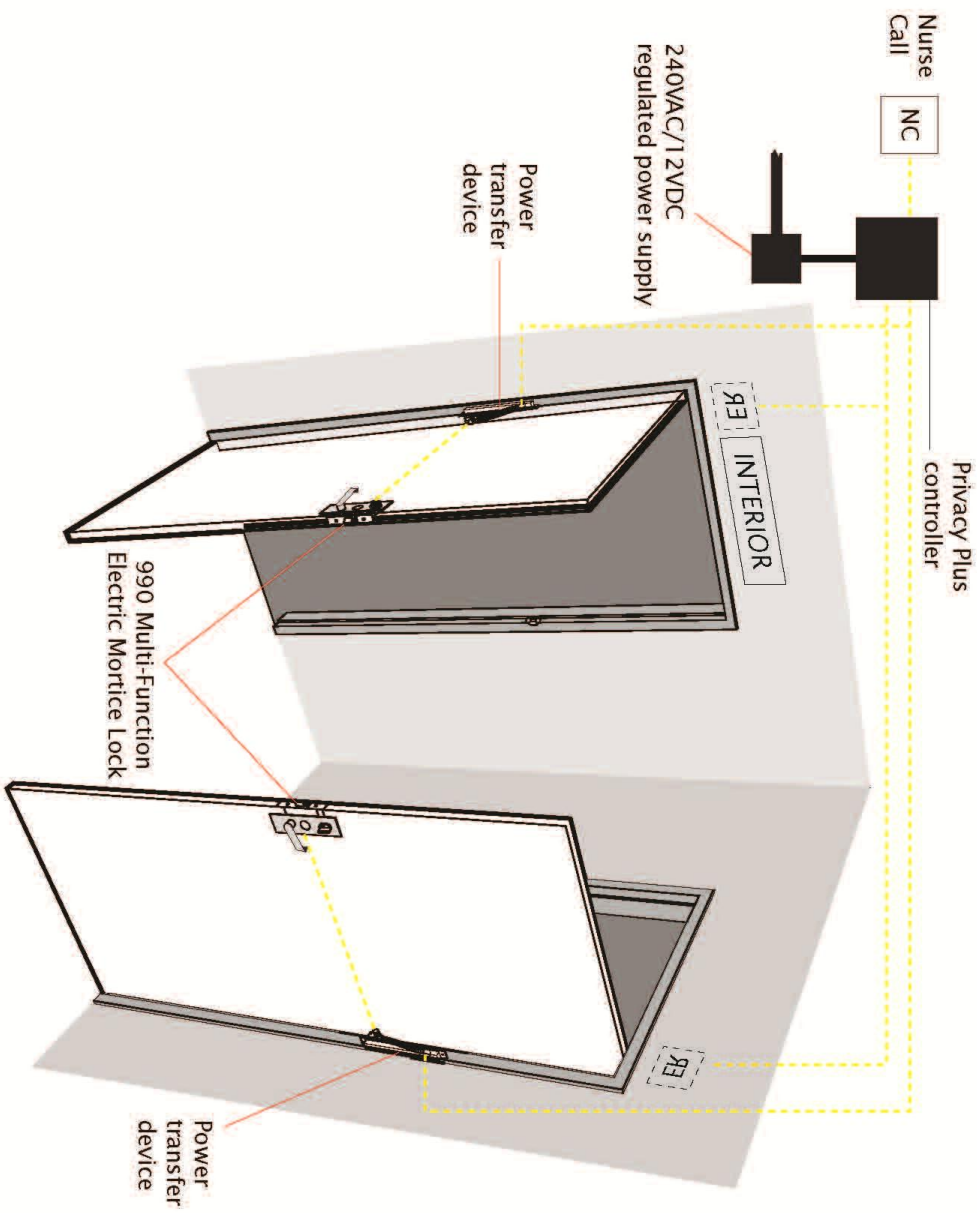 Nurse
Call
NC
Privacy Plus
controller
240VAC/12VDC
regulated power supply
Power
transfer
device
ER
INTERIOR
ER
990 Multi-Function
Electric Mortice Lock
Power
transfer
device